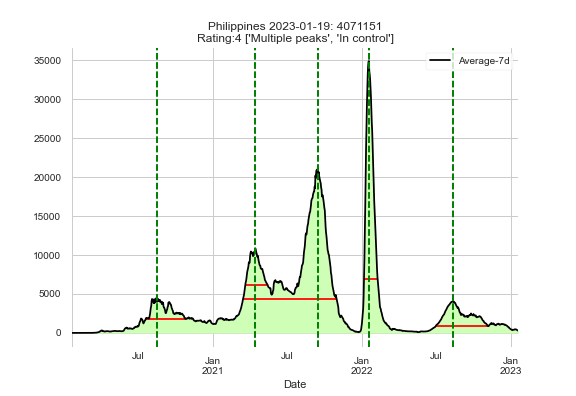 Philippines 2023-01-19: 4071151
Rating:4 ['Multiple peaks', 'In control']
Average-7d
35000
30000
25000
20000
15000
10000
5000
0
Jul
Jan
2021
Jul
Jan
2022
Jul
Jan
2023
Date